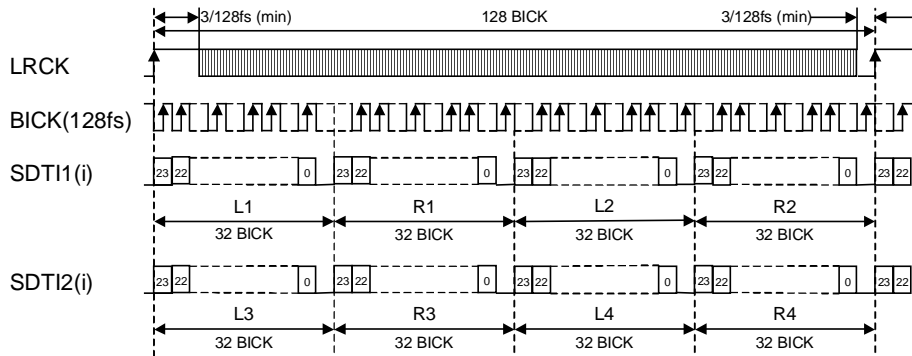 3/128fs (min) 128 BICK 3/128fs (min)
LRCK
BICK(128fs)
SDTI1(i) 23 22 0 23 22 0 23 22 0 23 22 0 23 22
L1 R1 L2 R2
32 BICK 32 BICK 32 BICK 32 BICK
SDTI2(i) 23 22 0 23 22 0 23 22 0 23 22 0 23 22
L3 R3 L4 R4
32 BICK 32 BICK 32 BICK 32 BICK